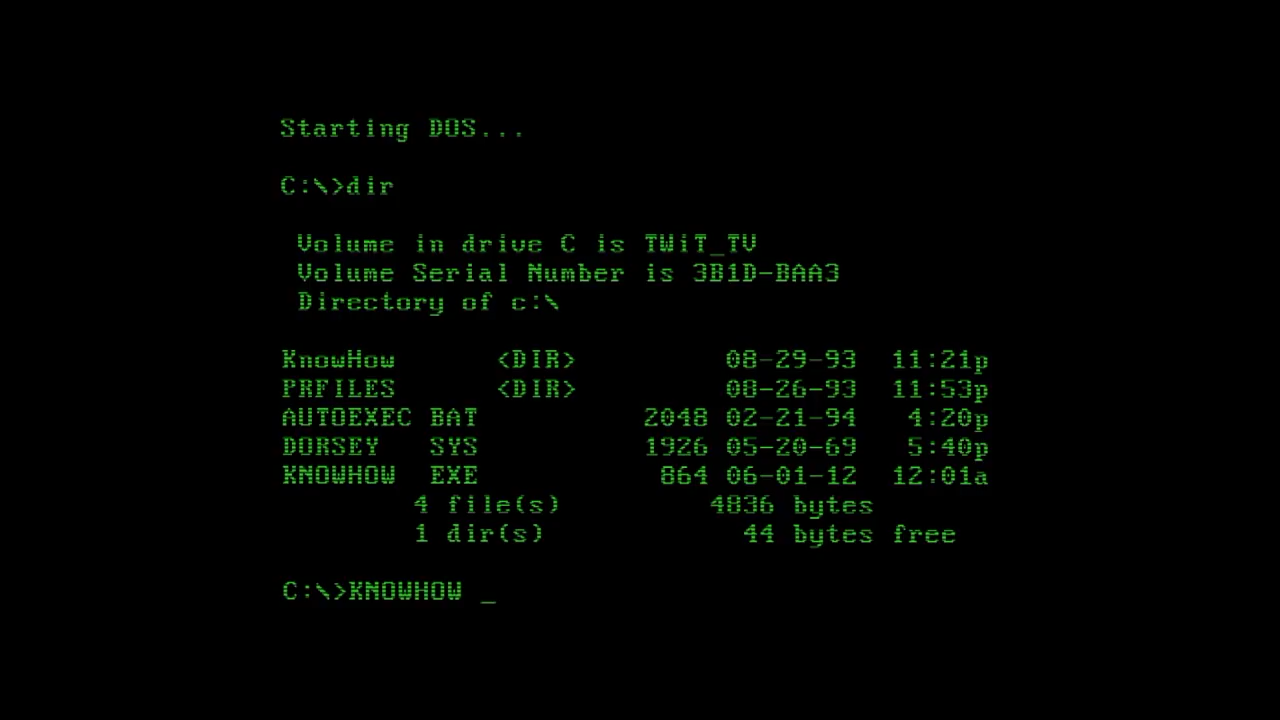 Starting DOS...
C:\>dir
Volume in drive C is TWiT_TV
Volume Serial Number is 3B1D-BAA3
Directory of c:\
KnowHow <DIR> 08-29-93 11:21p
PRFILES <DIR> 08-26-93 11:53p
AUTOEXEC BAT 2048 02-21-94 4:20p
DORSEY SYS 1926 05-20-69 5:40p
KNOWHOW EXE 864 06-01-12 12:01a
4 file(s) 4836 bytes
1 dir(s) 44 bytes free
C:\>KNOWHOW _